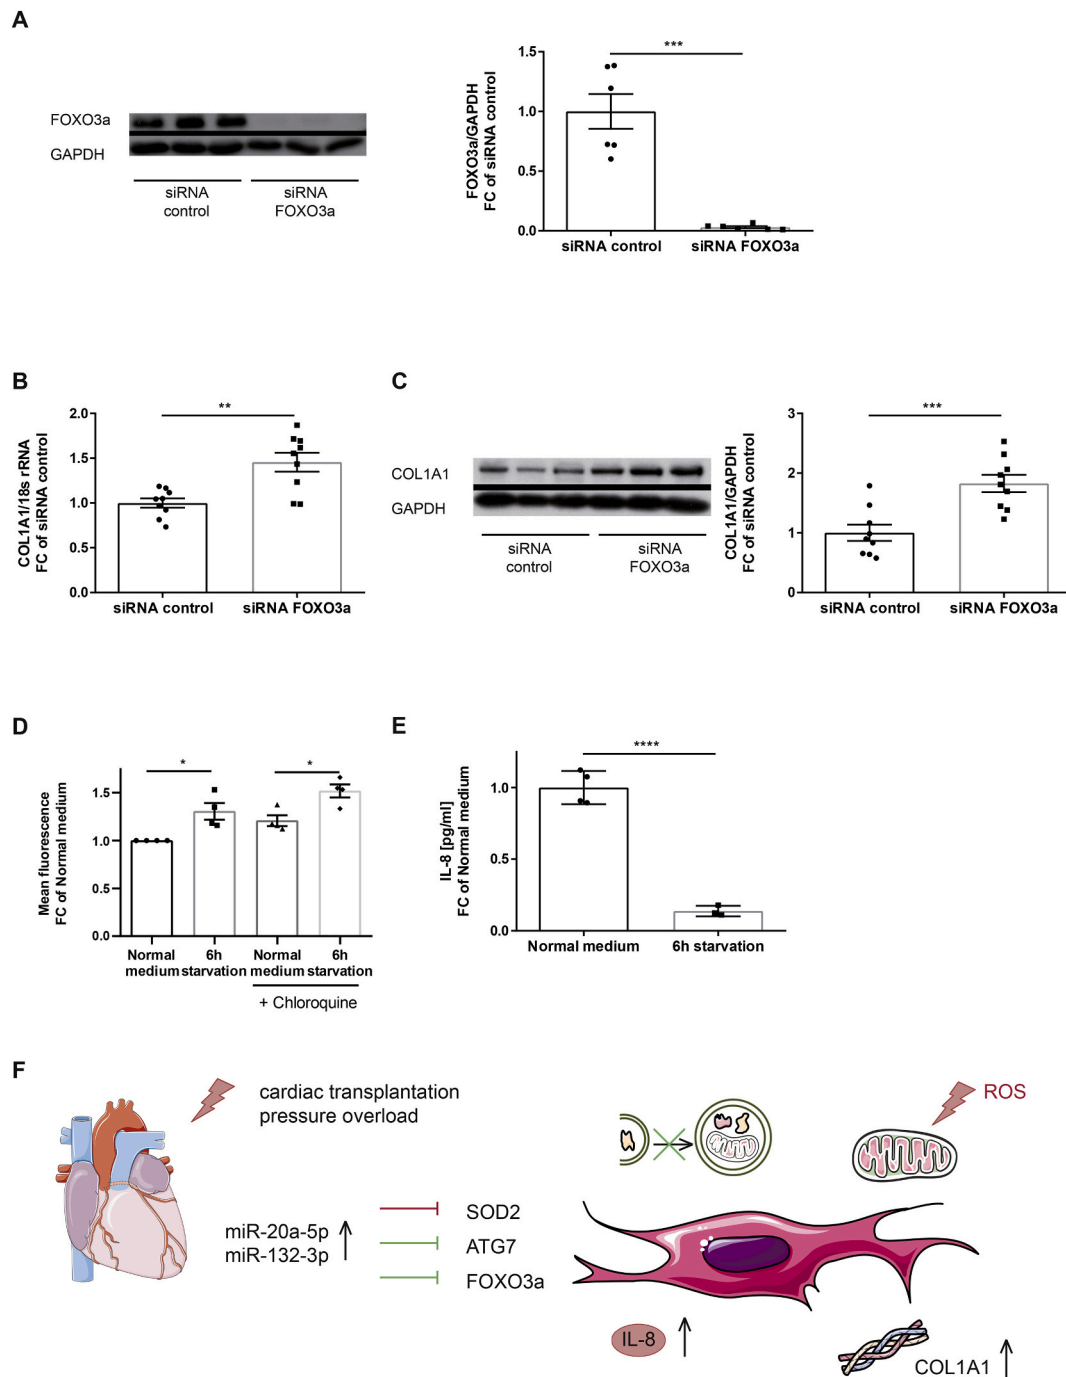 A
FOXO3a
GAPDH
siRNA
control
siRNA
FOXO3a
FOXO3a/GAPDH
FC of siRNA control
1.5
1.0
0.5
0.0
***
siRNA control
siRNA FOXO3a
B
COL1A1/18s rRNA
FC of siRNA control
2.0
1.5
1.0
0.5
0.0
**
siRNA control
siRNA FOXO3a
C
COL1A1
GAPDH
siRNA
control
siRNA
FOXO3a
COL1A1/GAPDH
FC of siRNA control
3
2
1
0
***
siRNA control
siRNA FOXO3a
D
Mean fluorescence
FC of Normal medium
1.5
1.0
0.5
0.0
*
*
Normal
medium
6h
starvation
Normal
medium
6h
starvation
+ Chloroquine
E
IL-8 [pg/ml]
FC of Normal medium
1.0
0.5
0.0
****
Normal medium
6h starvation
F
cardiac transplantation
pressure overload
miR-20a-5p
miR-132-3p
SOD2
ATG7
FOXO3a
ROS
IL-8
COL1A1